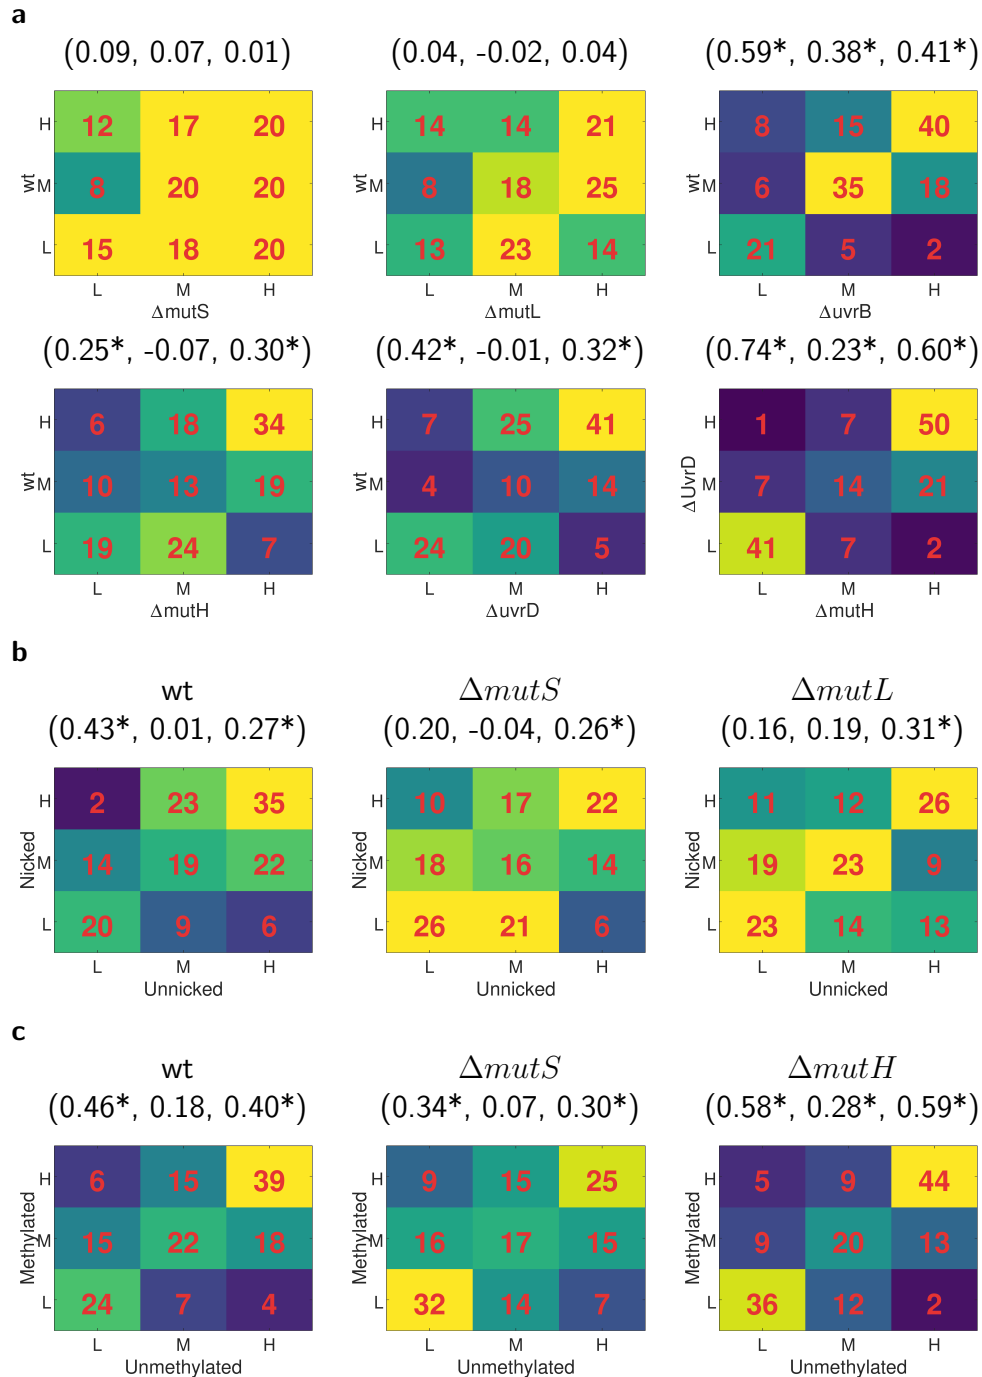 a
(0.09, 0.07, 0.01) (0.04, -0.02, 0.04) (0.59*, 0.38*, 0.41*)
H 12 17 20 H 14 14 21 H 8 15 40
wt M 8 20 20 wt M 8 18 25 wt M 6 35 18
L 15 18 20 L 13 23 14 L 21 5 2
L M H L M H L M H
ΔmutS ΔmutL ΔuvrB
(0.25*, -0.07, 0.30*) (0.42*, -0.01, 0.32*) (0.74*, 0.23*, 0.60*)
H 6 18 34 H 7 25 41 H 1 7 50
wt M 10 13 19 wt M 4 10 14 ΔUvrD M 7 14 21
L 19 24 7 L 24 20 5 L 41 7 2
L M H L M H L M H
ΔmutH ΔuvrD ΔmutH
b
wt ΔmutS ΔmutL
(0.43*, 0.01, 0.27*) (0.20, -0.04, 0.26*) (0.16, 0.19, 0.31*)
H 2 23 35 H 10 17 22 H 11 12 26
Nicked M 14 19 22 Nicked M 18 16 14 Nicked M 19 23 9
L 20 9 6 L 26 21 6 L 23 14 13
L M H L M H L M H
Unnicked Unnicked Unnicked
c
wt ΔmutS ΔmutH
(0.46*, 0.18, 0.40*) (0.34*, 0.07, 0.30*) (0.58*, 0.28*, 0.59*)
H 6 15 39 H 9 15 25 H 5 9 44
Methylated M 15 22 18 Methylated M 16 17 15 Methylated M 9 20 13
L 24 7 4 L 32 14 7 L 36 12 2
L M H L M H L M H
Unmethylated Unmethylated Unmethylated